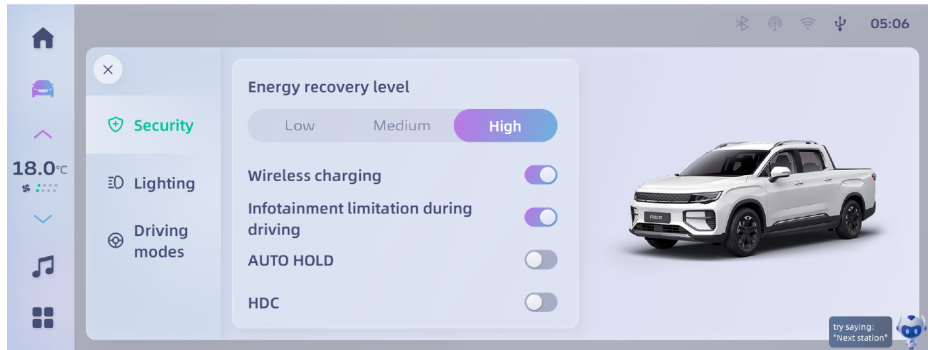 05:06
18.0°C
Security
Lighting
Driving
modes
Energy recovery level
Low Medium High
Wireless charging
Infotainment limitation during
driving
AUTO HOLD
HDC
try saying:
"Next station"